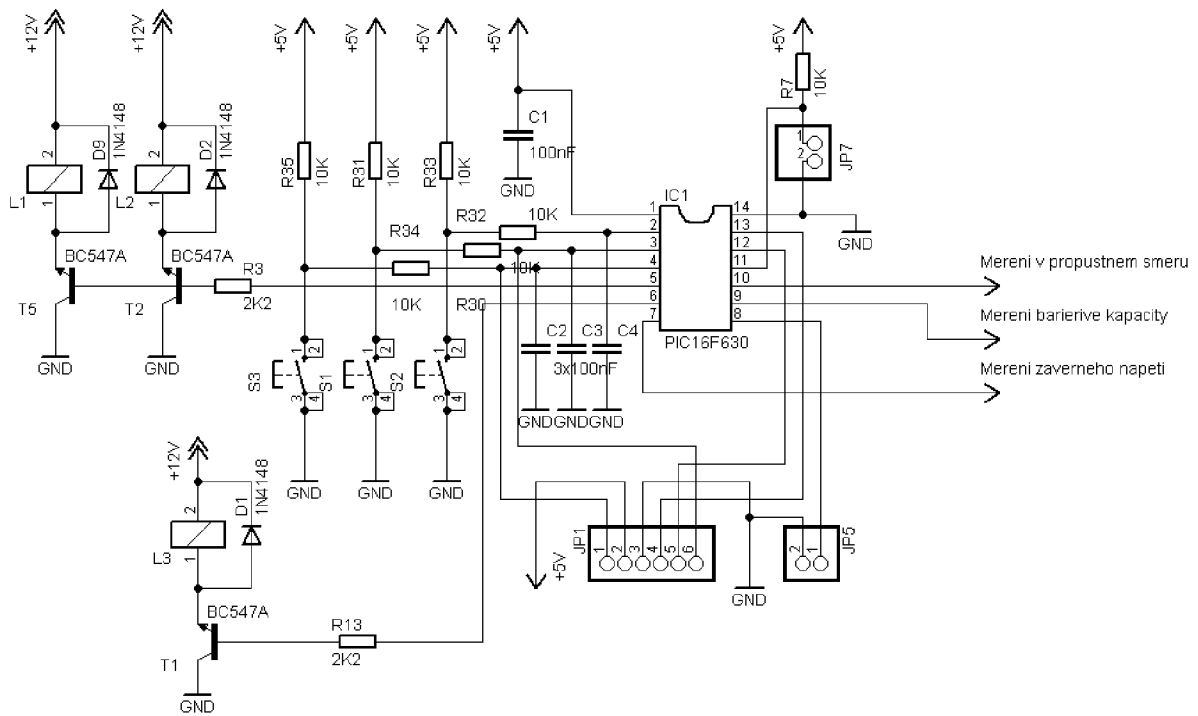 +12V
+12V
+5V
+5V
+5V
+5V
+5V
R7
10K
C1
100nF
GND
1
2
JP7
2
1
L1
D9
1N4148
2
1
L2
D2
1N4148
R35
10K
R31
10K
R33
10K
IC1
R32
10K
R34
10K
10K
R30
1
2
3
4
5
6
7
14
13
12
11
10
9
8
PIC16F630
GND
BC547A
T5
BC547A
T2
R3
2K2
GND
GND
Mereni v propustnem smeru
Mereni barierive kapacity
Mereni zaverneho napeti
C2
C3
C4
3x100nF
GND
GND
GND
S3
1
2
3
4
S1
1
2
3
4
S2
1
2
3
4
GND
GND
GND
+12V
2
1
L3
D1
1N4148
+5V
JP1
1
2
3
4
5
6
GND
2
1
JP5
BC547A
T1
R13
2K2
GND